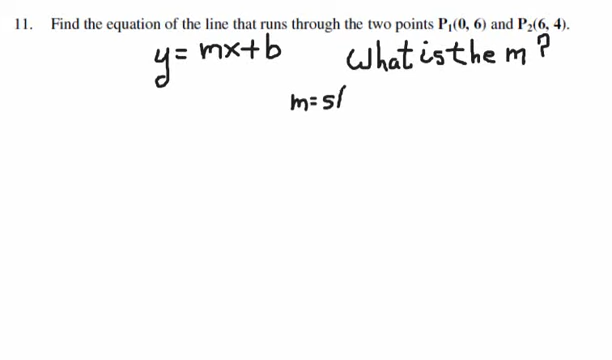 11. Find the equation of the line that runs through the two points P₁(0, 6) and P₂(6, 4).
y = mx+b What is the m ?
m = sl